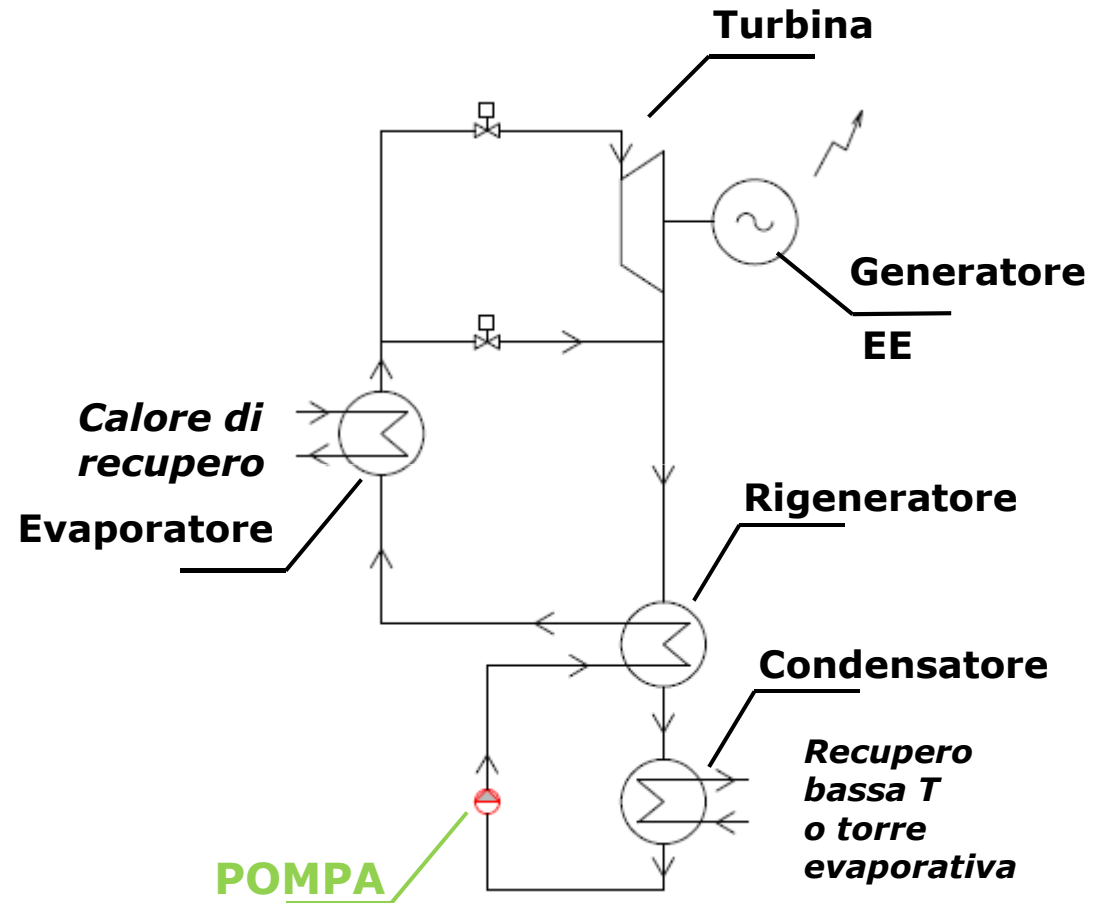 Turbina
Generatore
EE
Calore di
recupero
Evaporatore
Rigeneratore
Condensatore
Recupero
bassa T
o torre
evaporativa
POMPA